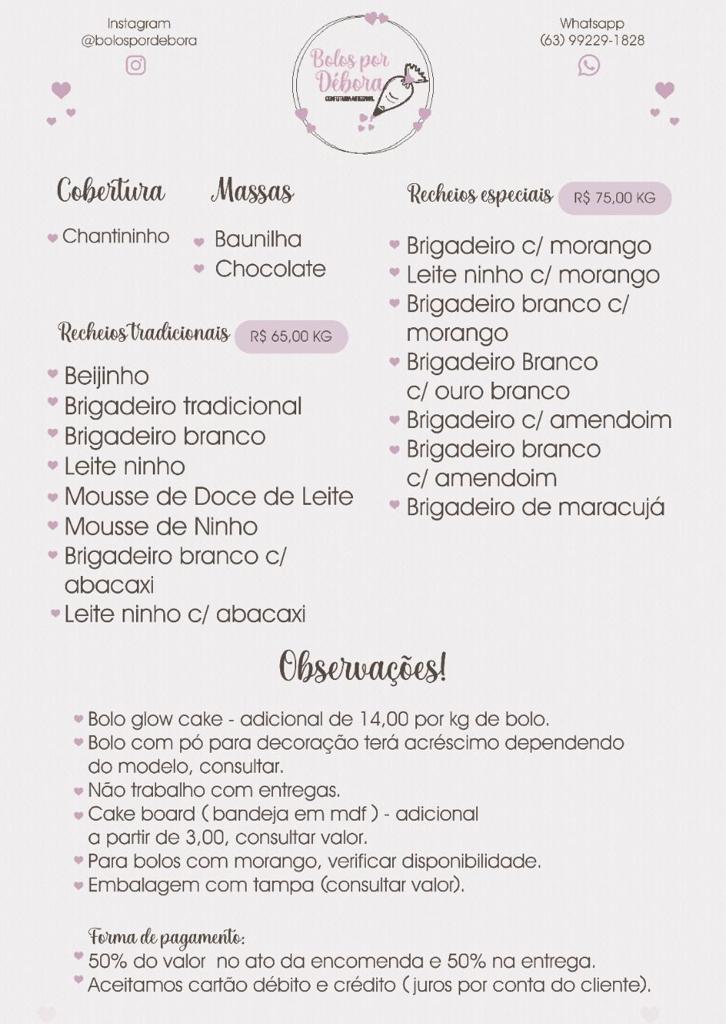 Instagram
@bolospordebora
Bolos por
Débora
CONFEITARIA ARTESANAL
Whatsapp
(63) 99229-1828
Cobertura
Chantininho
Massas
Baunilha
Chocolate
Recheios tradicionais R$ 65,00 KG
Beijinho
Brigadeiro tradicional
Brigadeiro branco
Leite ninho
Mousse de Doce de Leite
Mousse de Ninho
Brigadeiro branco c/
abacaxi
Leite ninho c/ abacaxi
Recheios especiais R$ 75,00 KG
Brigadeiro c/ morango
Leite ninho c/ morango
Brigadeiro branco c/
morango
Brigadeiro Branco
c/ ouro branco
Brigadeiro c/ amendoim
Brigadeiro branco
c/ amendoim
Brigadeiro de maracujá
Observações!
Bolo glow cake - adicional de 14,00 por kg de bolo.
Bolo com pó para decoração terá acréscimo dependendo
do modelo, consultar.
Não trabalho com entregas.
Cake board ( bandeja em mdf ) - adicional
a partir de 3,00, consultar valor.
Para bolos com morango, verificar disponibilidade.
Embalagem com tampa (consultar valor).
Forma de pagamento:
50% do valor no ato da encomenda e 50% na entrega.
Aceitamos cartão débito e crédito ( juros por conta do cliente).